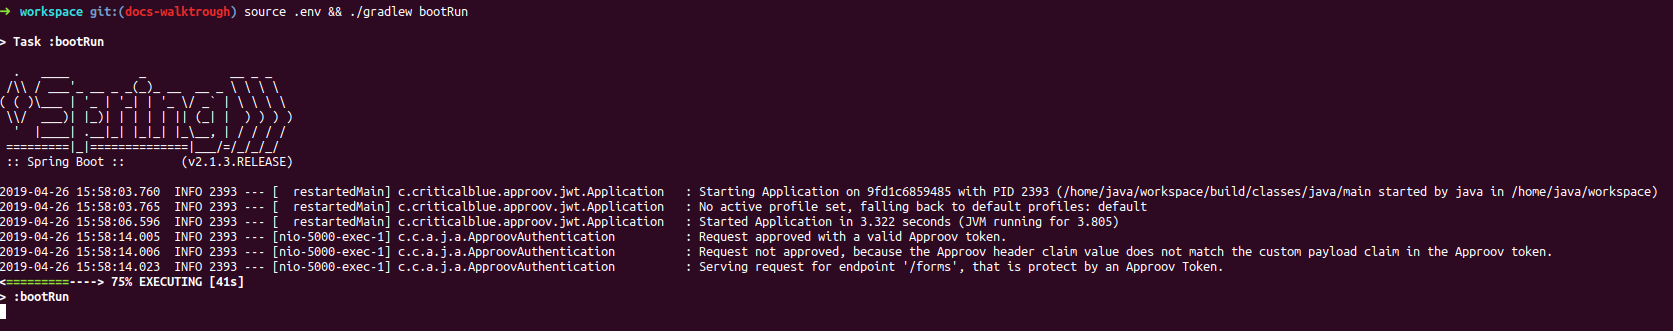 ➜  workspace git:(docs-walktrough) source .env && ./gradlew bootRun
> Task :bootRun
  .   ____          _            __ _ _
 /\\ / ___'_ __ _ _(_)_ __  __ _ \ \ \ \
( ( )\___ | '_ | '_| | '_ \/ _` | \ \ \ \
 \\/  ___)| |_)| | | | | || (_| |  ) ) ) )
  '  |____| .__|_| |_|_| |_\__, | / / / /
 =========|_|==============|___/=/_/_/_/
 :: Spring Boot ::        (v2.1.3.RELEASE)
2019-04-26 15:58:03.760  INFO 2393 --- [  restartedMain] c.criticalblue.approov.jwt.Application   : Starting Application on 9fd1c6859485 with PID 2393 (/home/java/workspace/build/classes/java/main started by java in /home/java/workspace)
2019-04-26 15:58:03.765  INFO 2393 --- [  restartedMain] c.criticalblue.approov.jwt.Application   : No active profile set, falling back to default profiles: default
2019-04-26 15:58:06.596  INFO 2393 --- [  restartedMain] c.criticalblue.approov.jwt.Application   : Started Application in 3.322 seconds (JVM running for 3.805)
2019-04-26 15:58:14.005  INFO 2393 --- [nio-5000-exec-1] c.c.a.j.a.ApproovAuthentication          : Request approved with a valid Approov token.
2019-04-26 15:58:14.006  INFO 2393 --- [nio-5000-exec-1] c.c.a.j.a.ApproovAuthentication          : Request not approved, because the Approov header claim value does not match the custom payload claim in the Approov token.
2019-04-26 15:58:14.023  INFO 2393 --- [nio-5000-exec-1] c.c.a.j.a.ApproovAuthentication          : Serving request for endpoint '/forms', that is protect by an Approov Token.
<=========----> 75% EXECUTING [41s]
> :bootRun